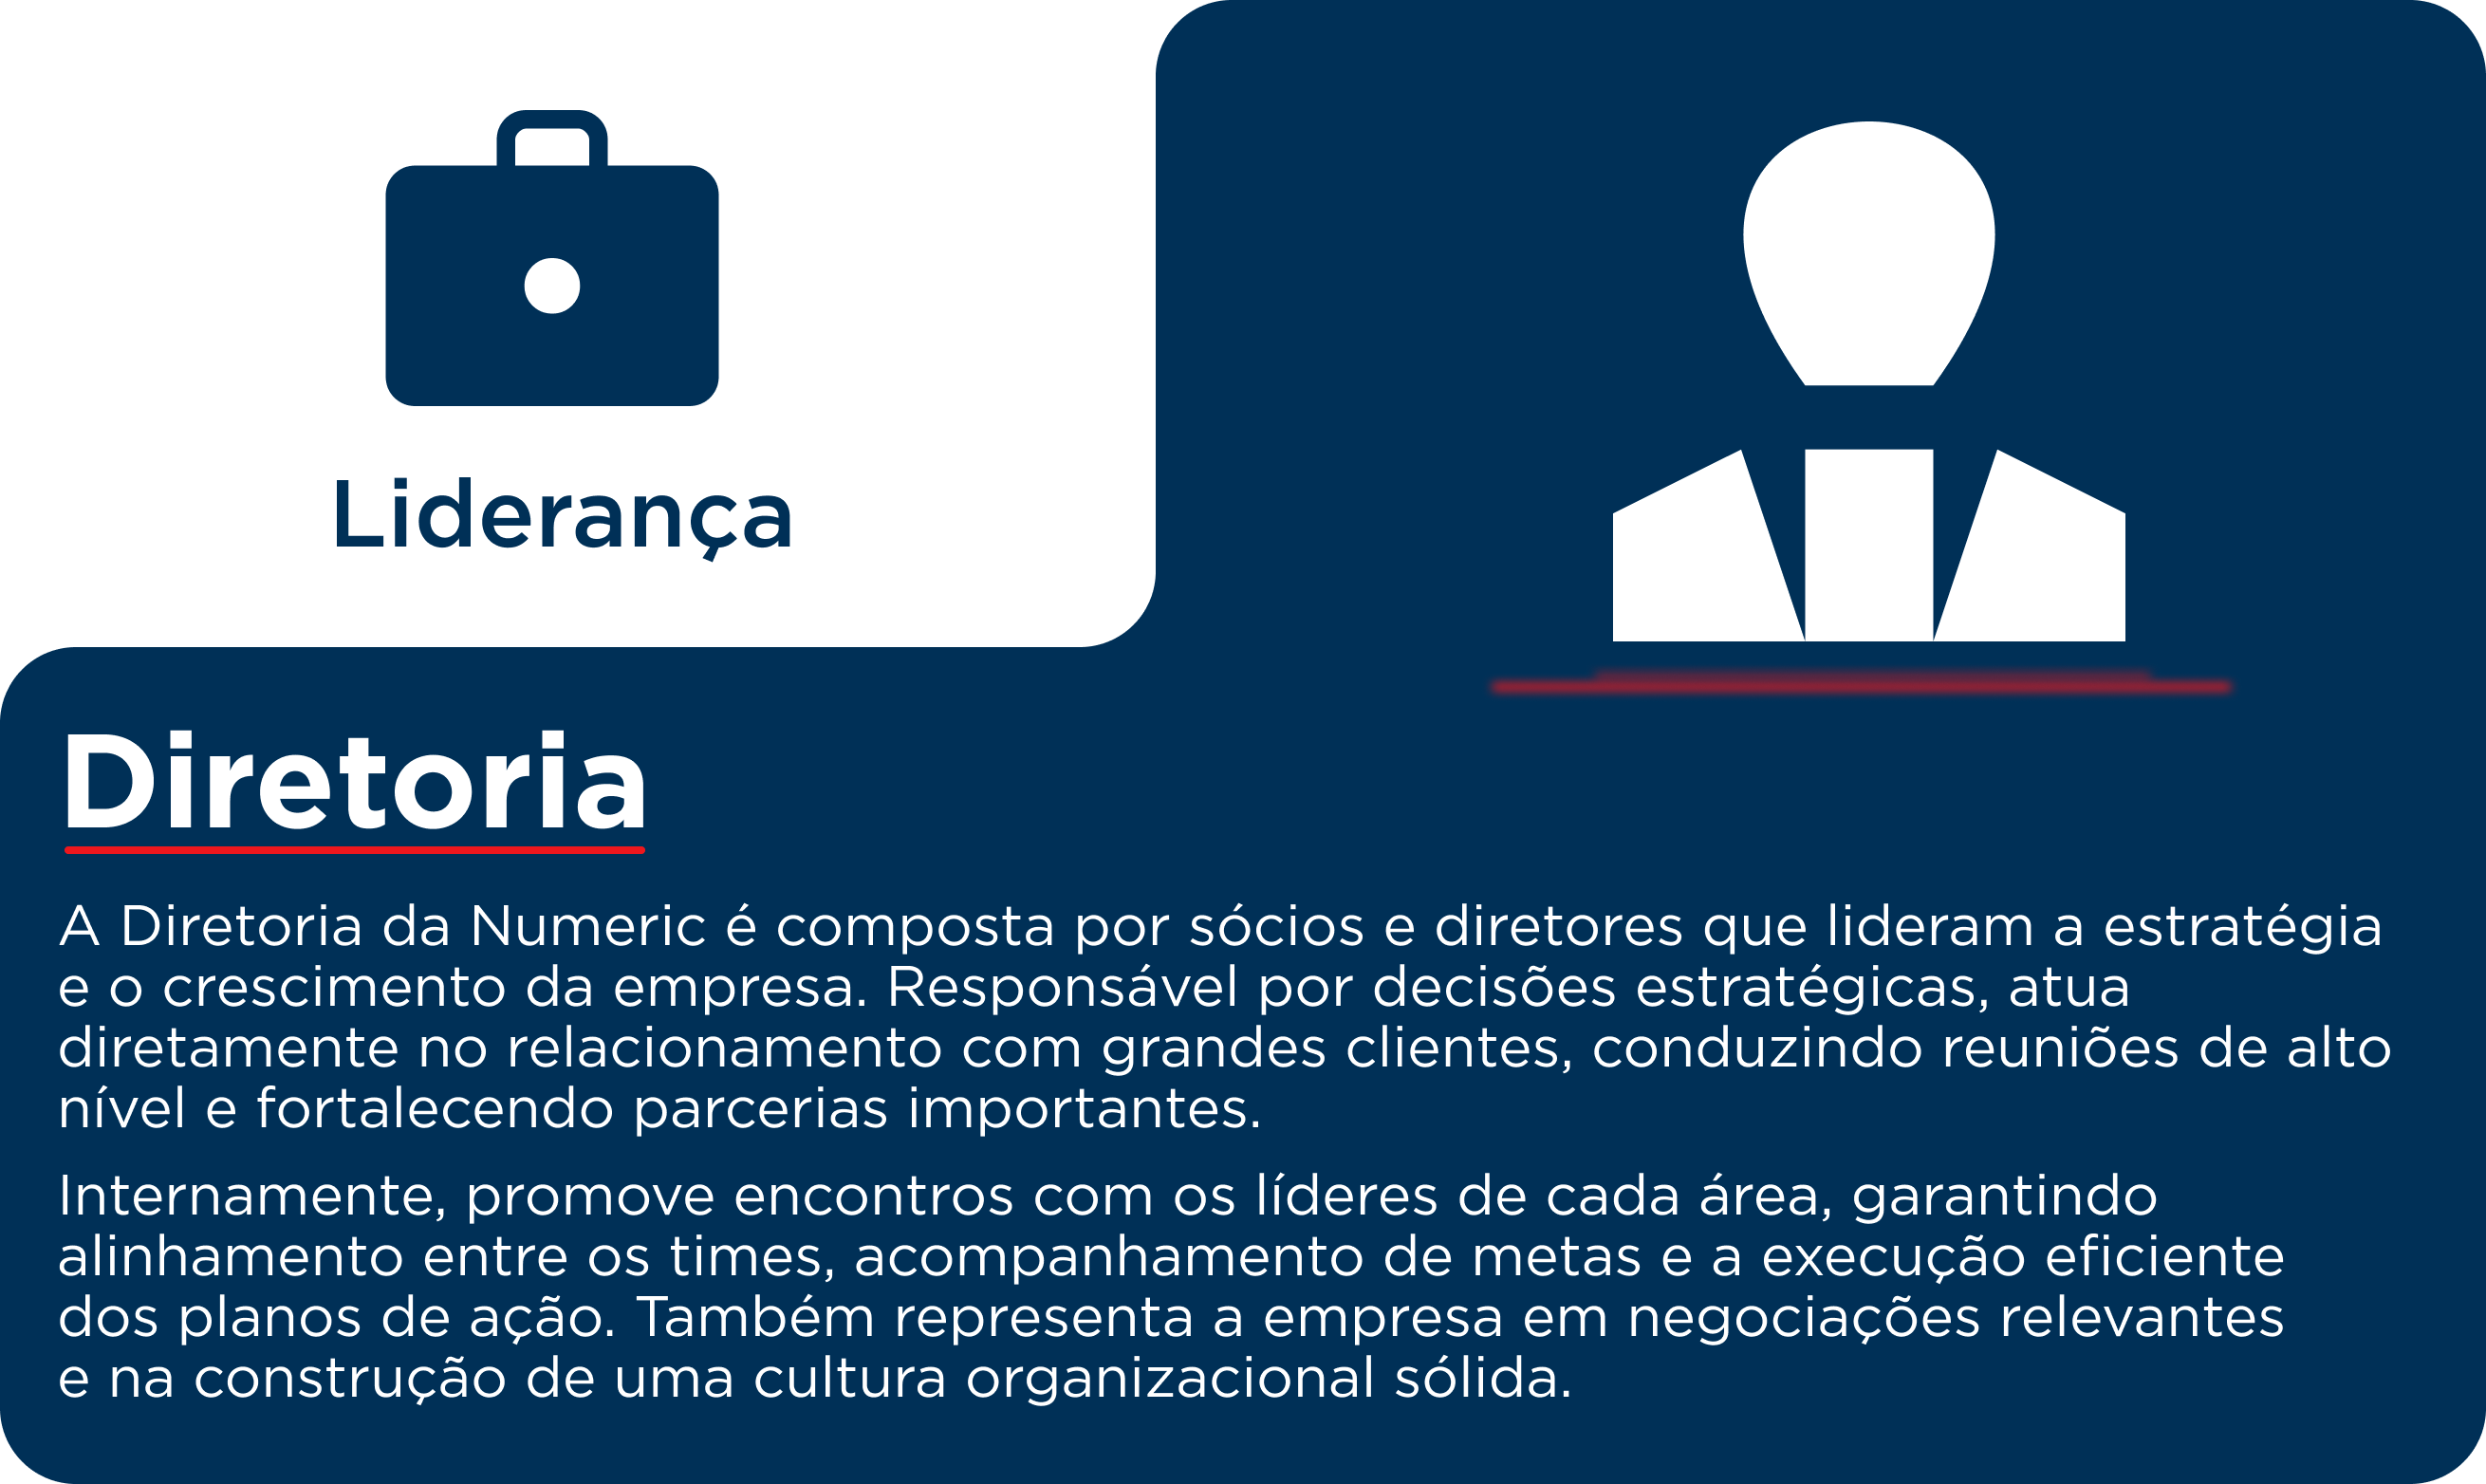 Liderança
Diretoria
A Diretoria da Numeric é composta por sócios e diretores que lideram a estratégia
e o crescimento da empresa. Responsável por decisões estratégicas, atua
diretamente no relacionamento com grandes clientes, conduzindo reuniões de alto
nível e fortalecendo parcerias importantes.
Internamente, promove encontros com os líderes de cada área, garantindo
alinhamento entre os times, acompanhamento de metas e a execução eficiente
dos planos de ação. Também representa a empresa em negociações relevantes
e na construção de uma cultura organizacional sólida.